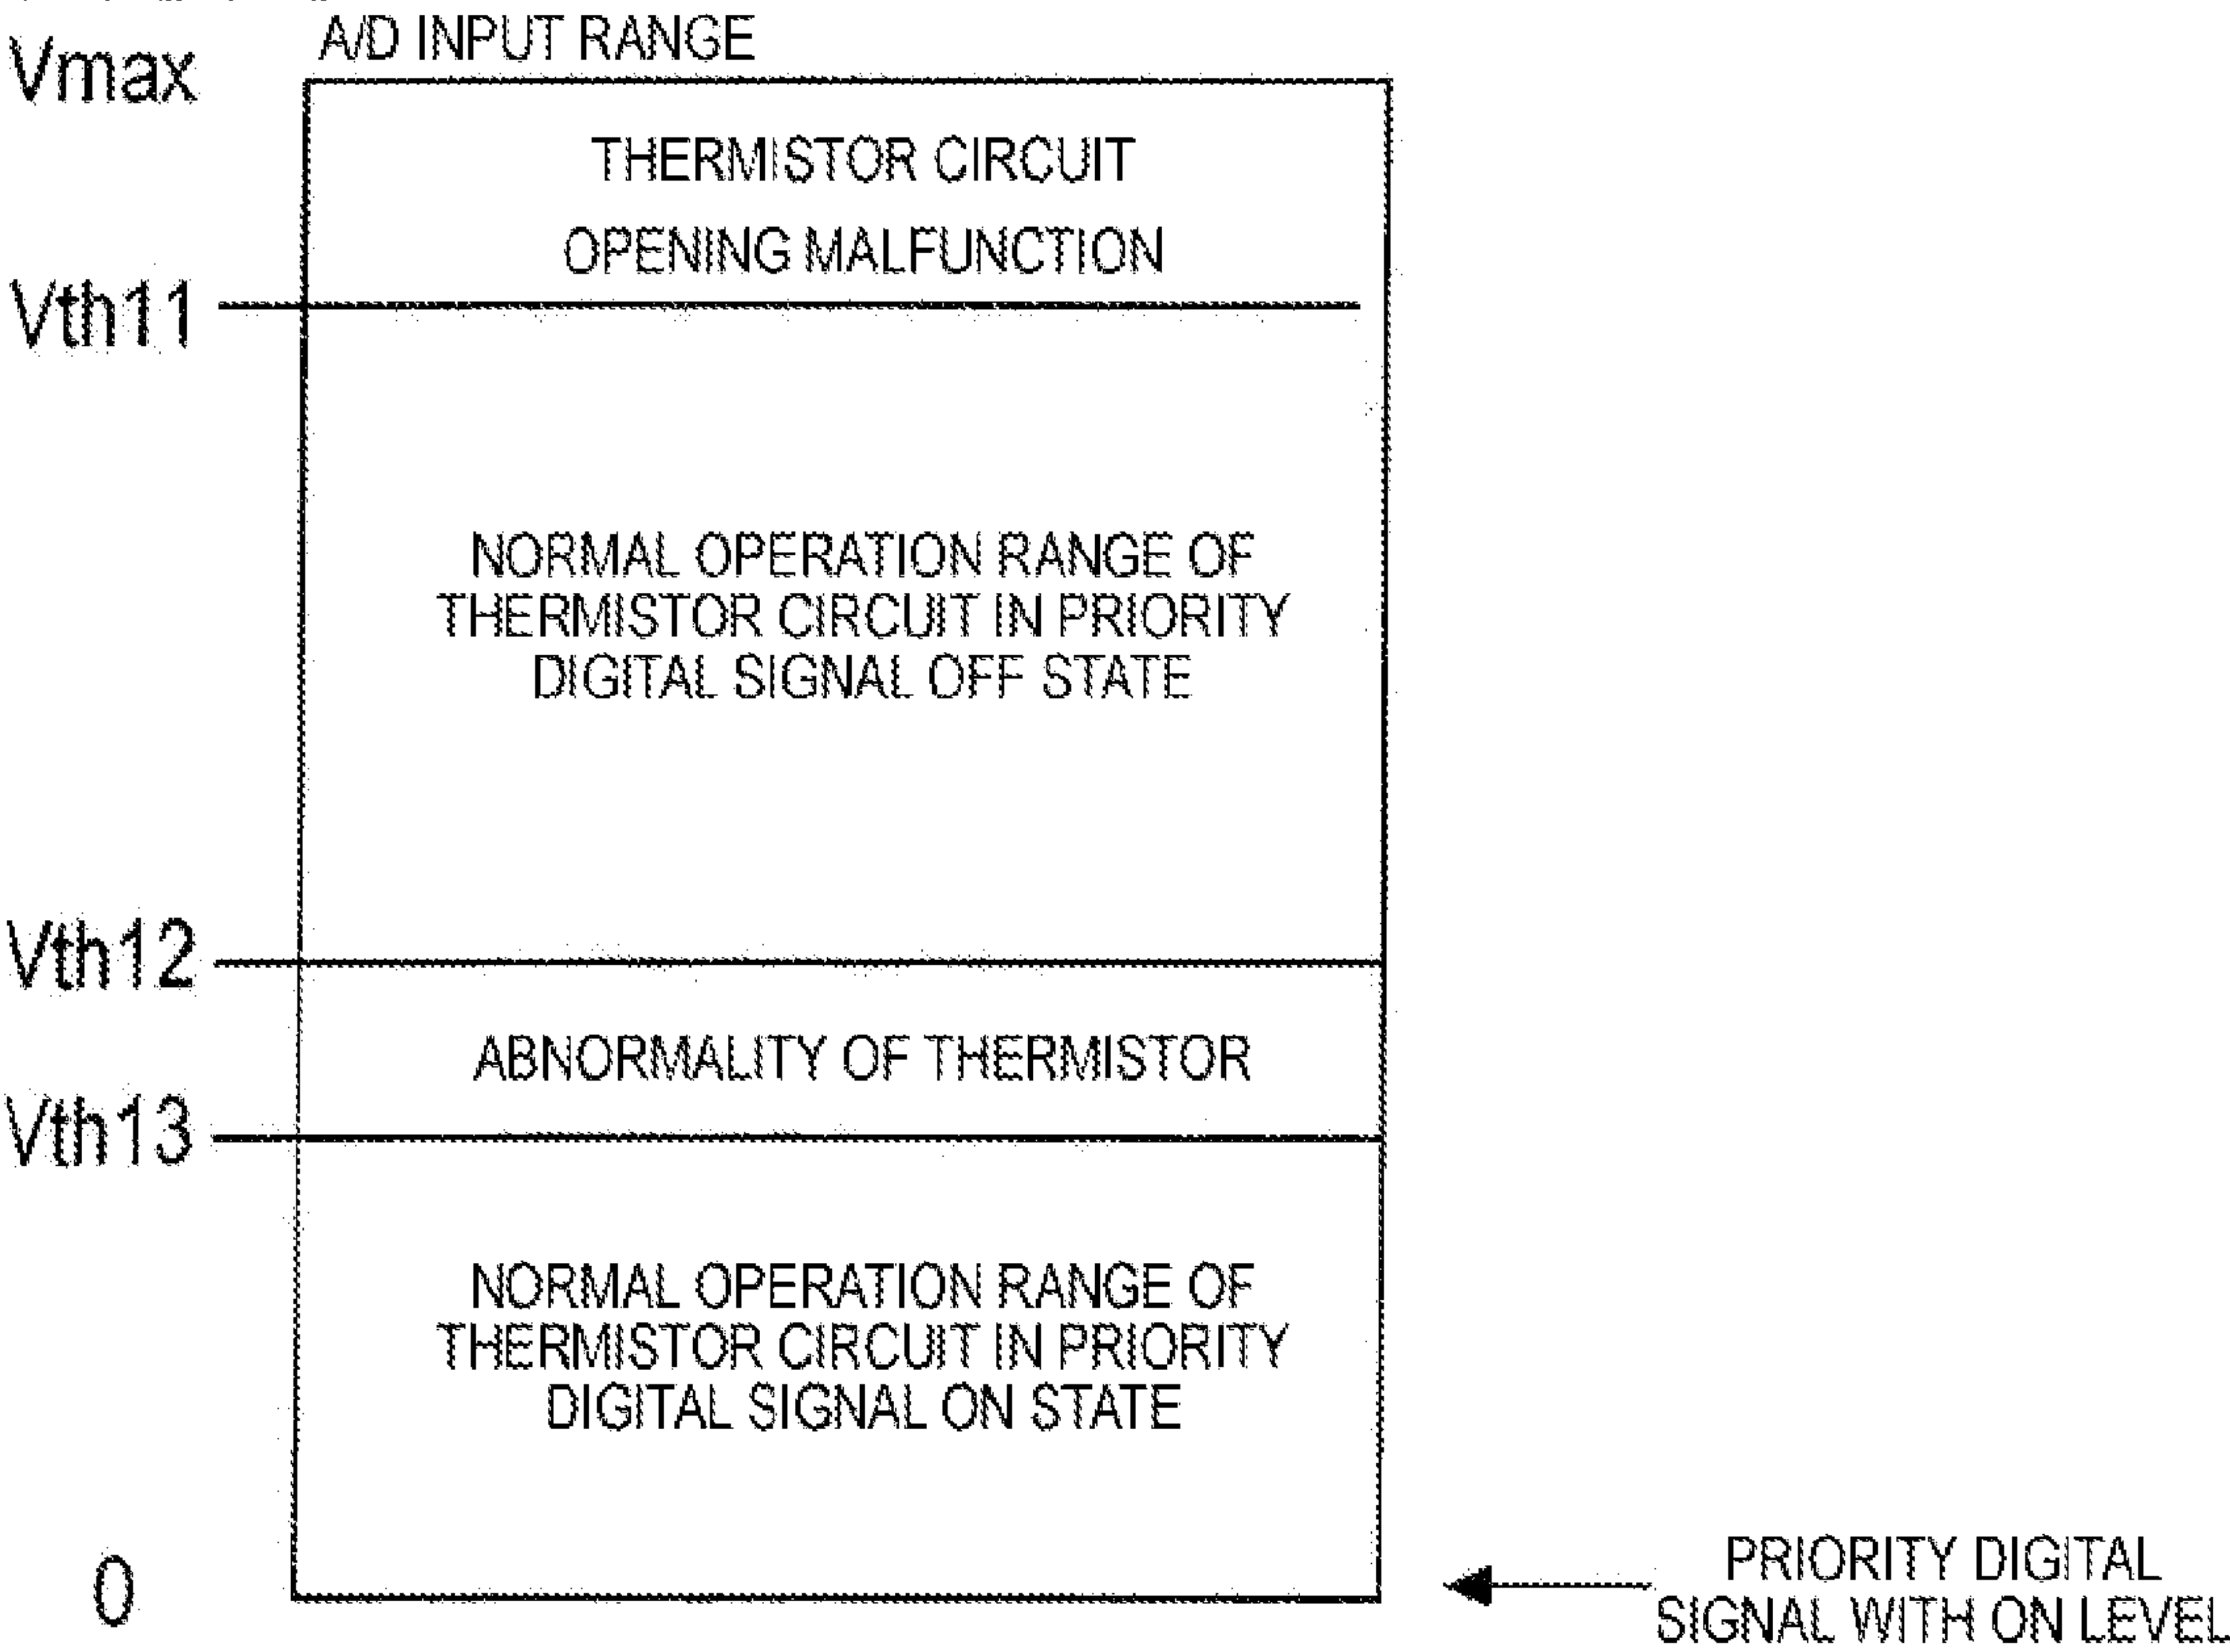 A/D INPUT RANGE
Vmax
THERMISTOR CIRCUIT
OPENING MALFUNCTION
Vth11
NORMAL OPERATION RANGE OF
THERMISTOR CIRCUIT IN PRIORITY
DIGITAL SIGNAL OFF STATE
Vth12
ABNORMALITY OF THERMISTOR
Vth13
NORMAL OPERATION RANGE OF
THERMISTOR CIRCUIT IN PRIORITY
DIGITAL SIGNAL ON STATE
0
PRIORITY DIGITAL
SIGNAL WITH ON LEVEL